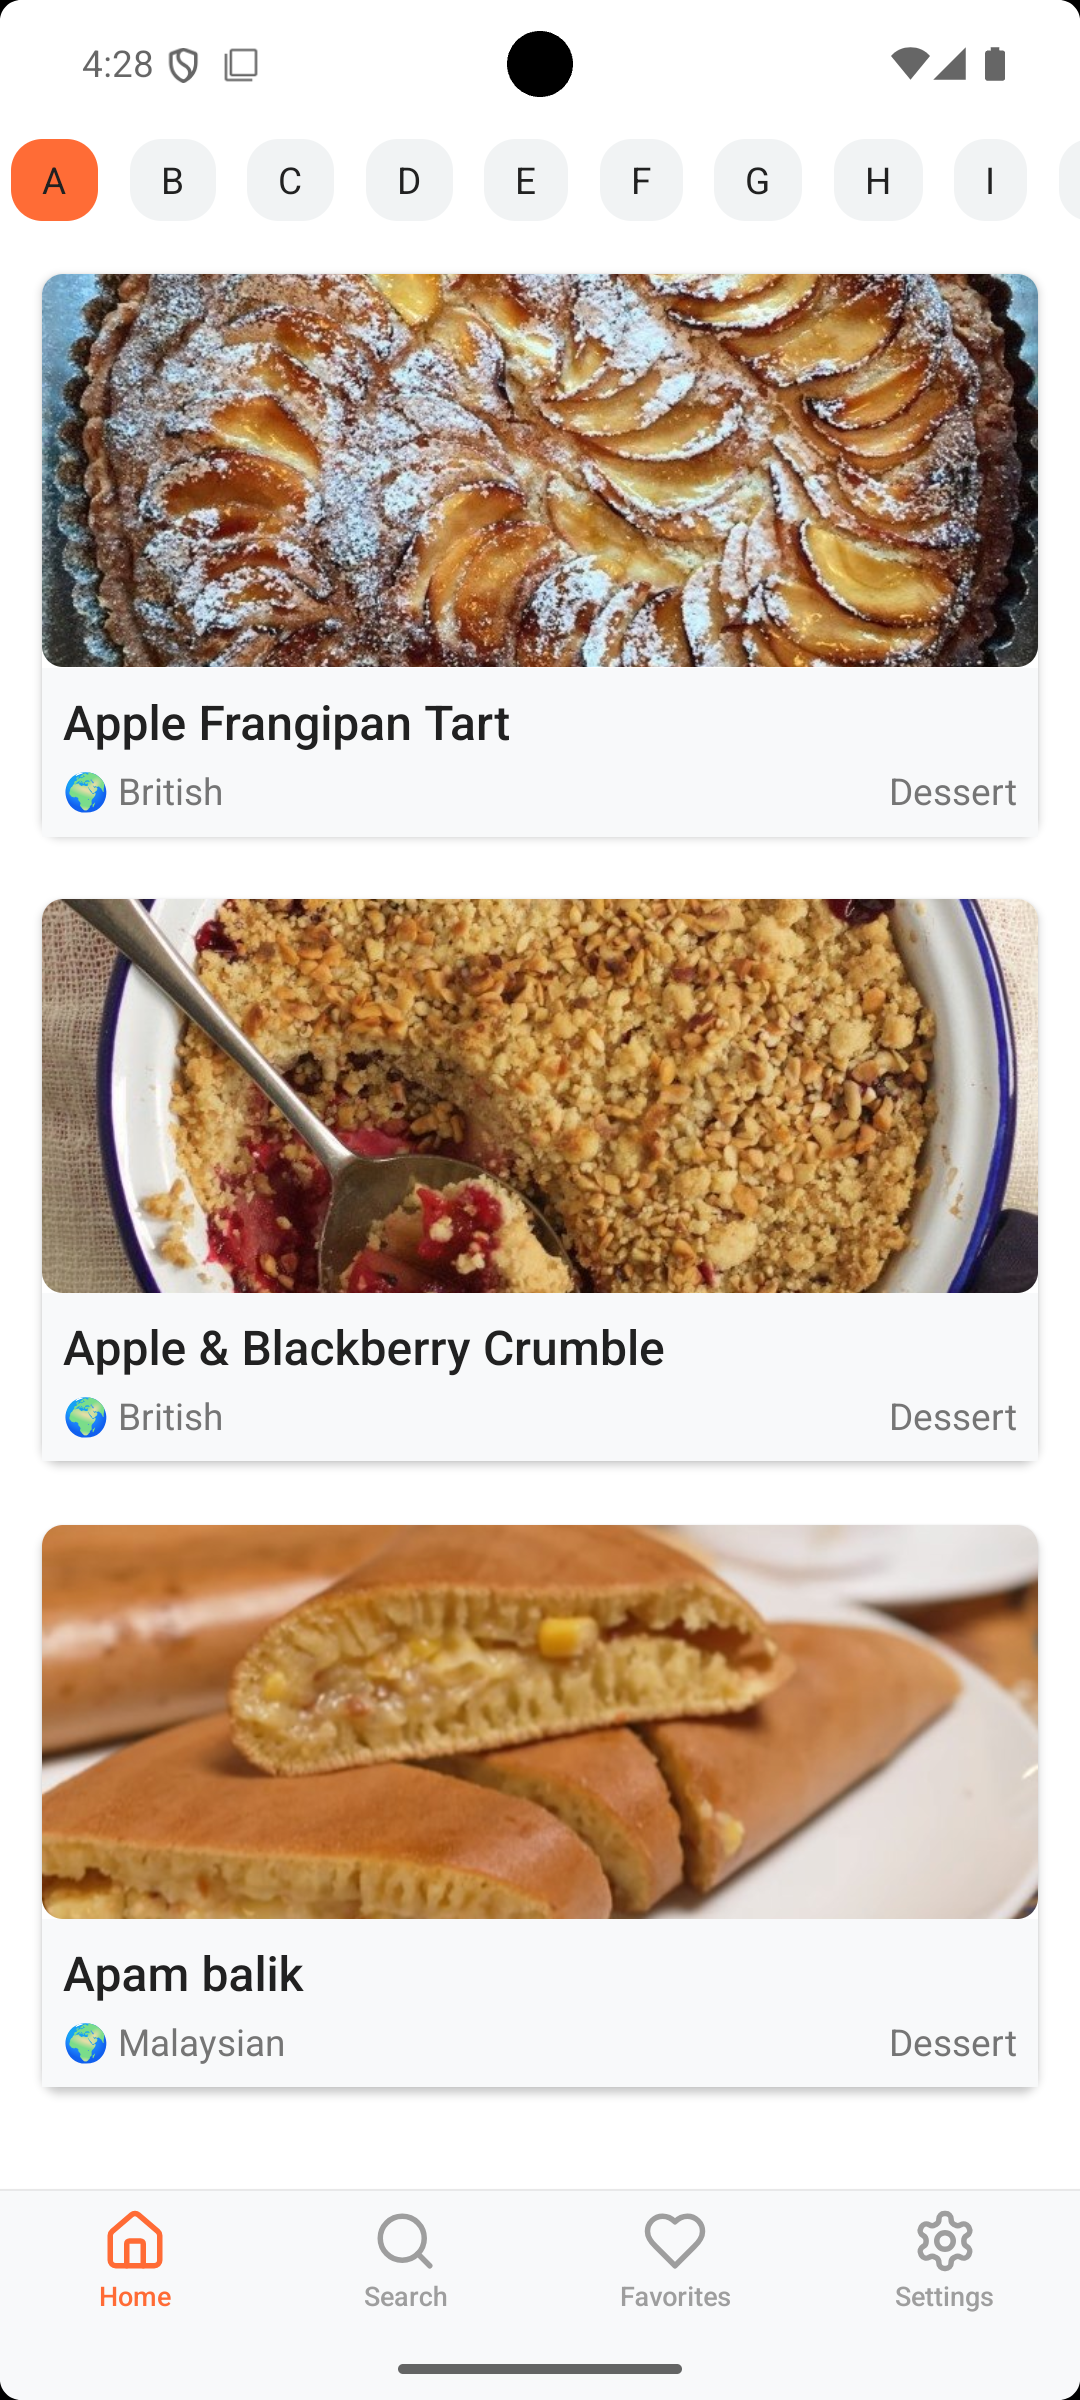 4:28
A B C D E F G H I
Apple Frangipan Tart
British Dessert
Apple & Blackberry Crumble
British Dessert
Apam balik
Malaysian Dessert
Home Search Favorites Settings